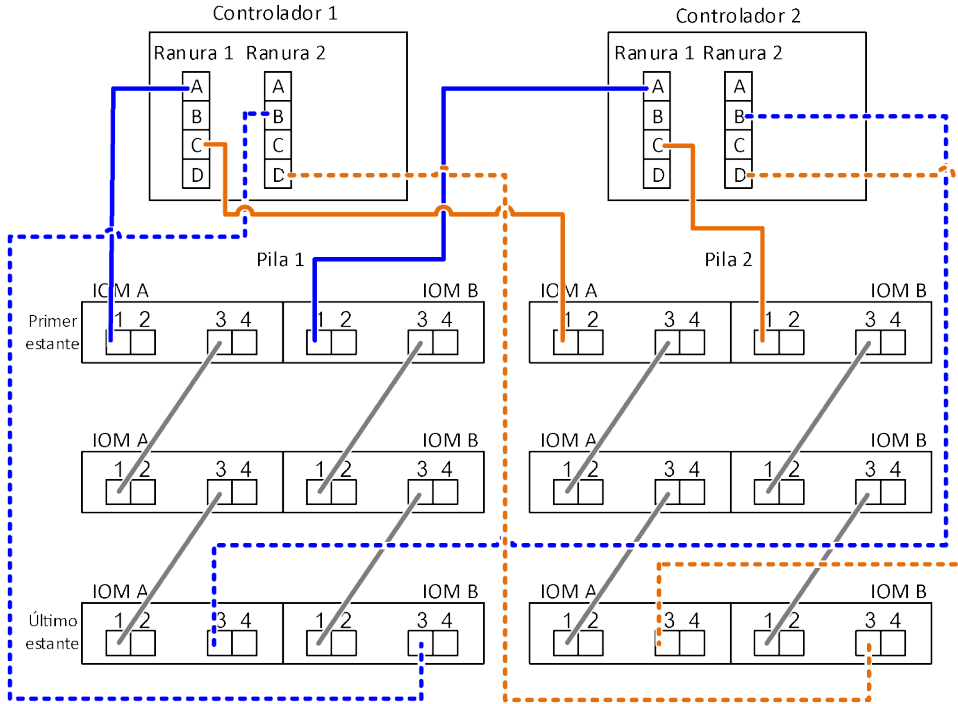 Controlador 1 Controlador 2
Ranura 1 Ranura 2 Ranura 1 Ranura 2
A A A A
B B B B
C C C C
D D D D
Pila 1 Pila 2
IOM A IOM B IOM A IOM B
Primer estante
1 2 3 4 1 2 3 4 1 2 3 4 1 2 3 4
IOM A IOM B IOM A IOM B
1 2 3 4 1 2 3 4 1 2 3 4 1 2 3 4
IOM A IOM B IOM A IOM B
Último estante
1 2 3 4 1 2 3 4 1 2 3 4 1 2 3 4